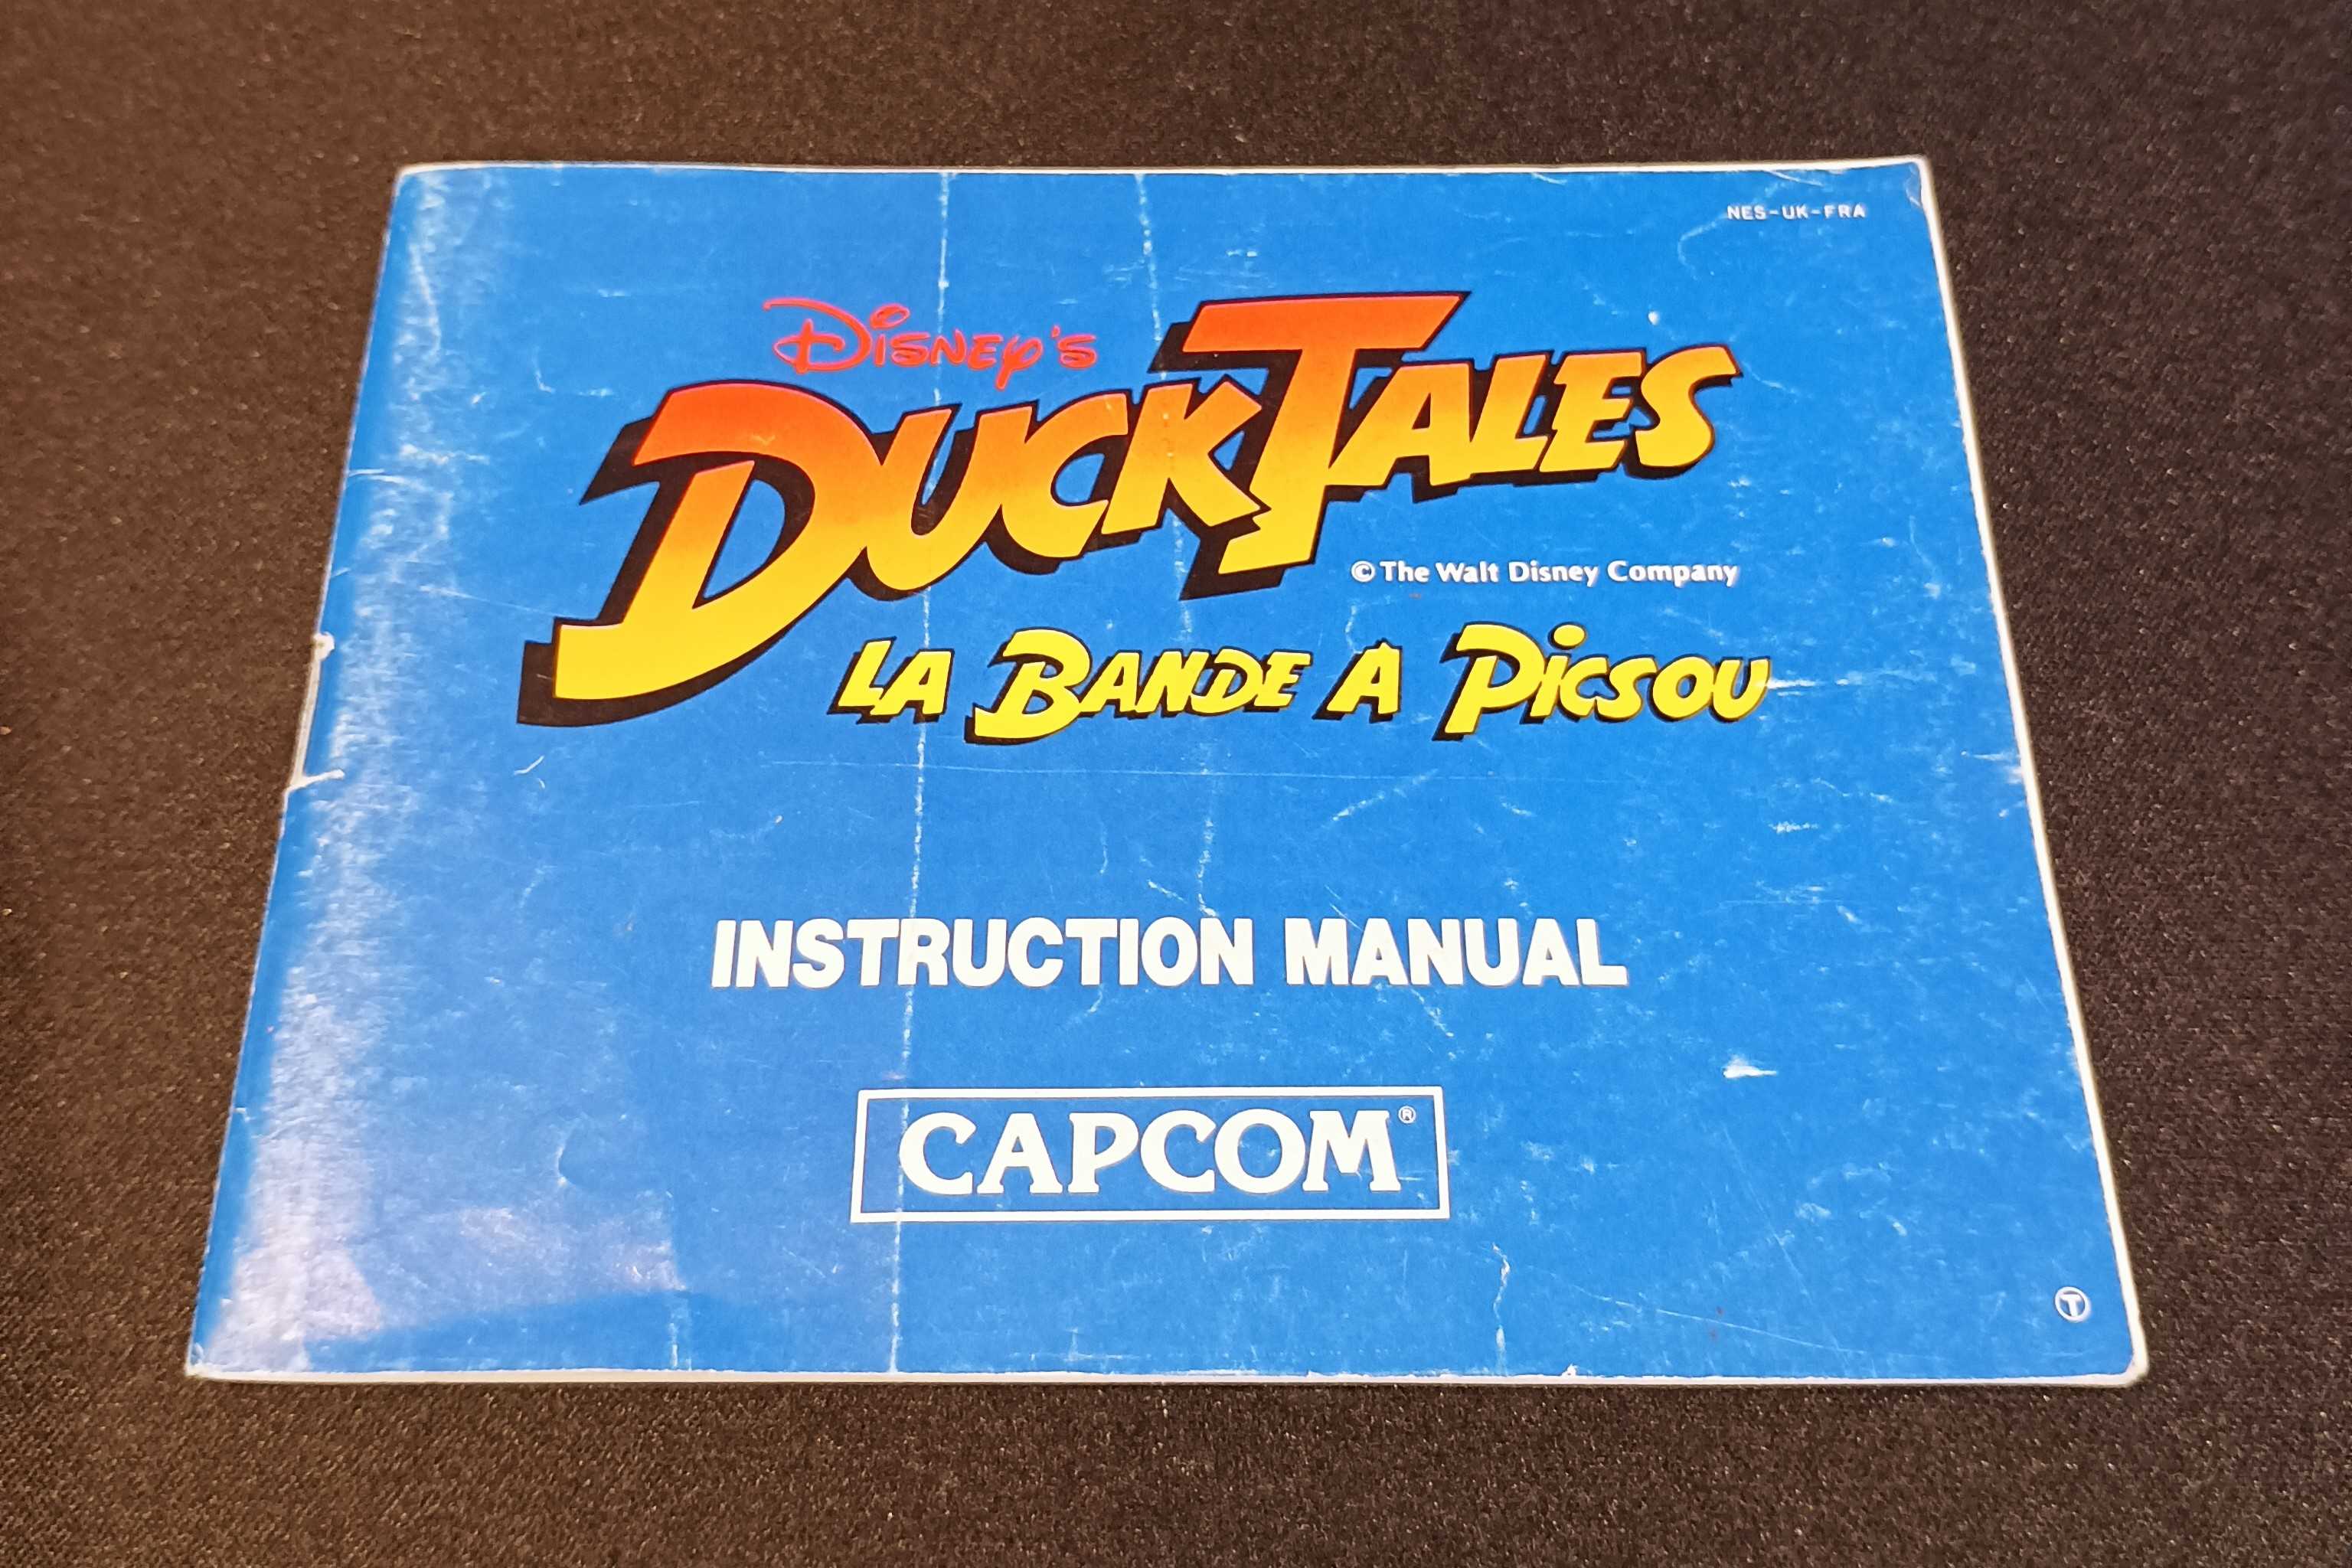 NES-UK-FRA
Disney's
DUCKTALES
© The Walt Disney Company
LA BANDE A PICSOU
INSTRUCTION MANUAL
CAPCOM®
T